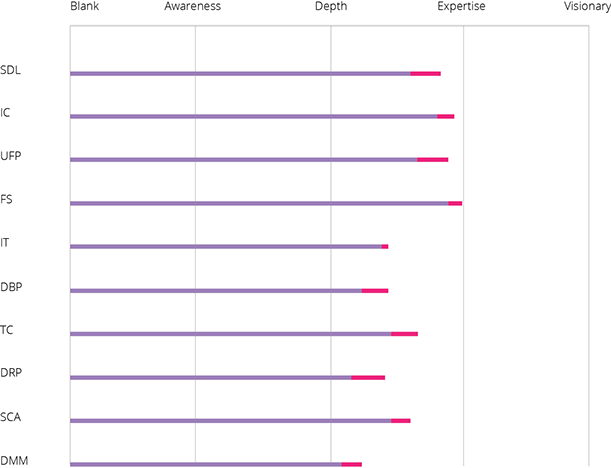 Blank Awareness Depth Expertise Visionary
SDL
IC
UFP
FS
IT
DBP
TC
DRP
SCA
DMM